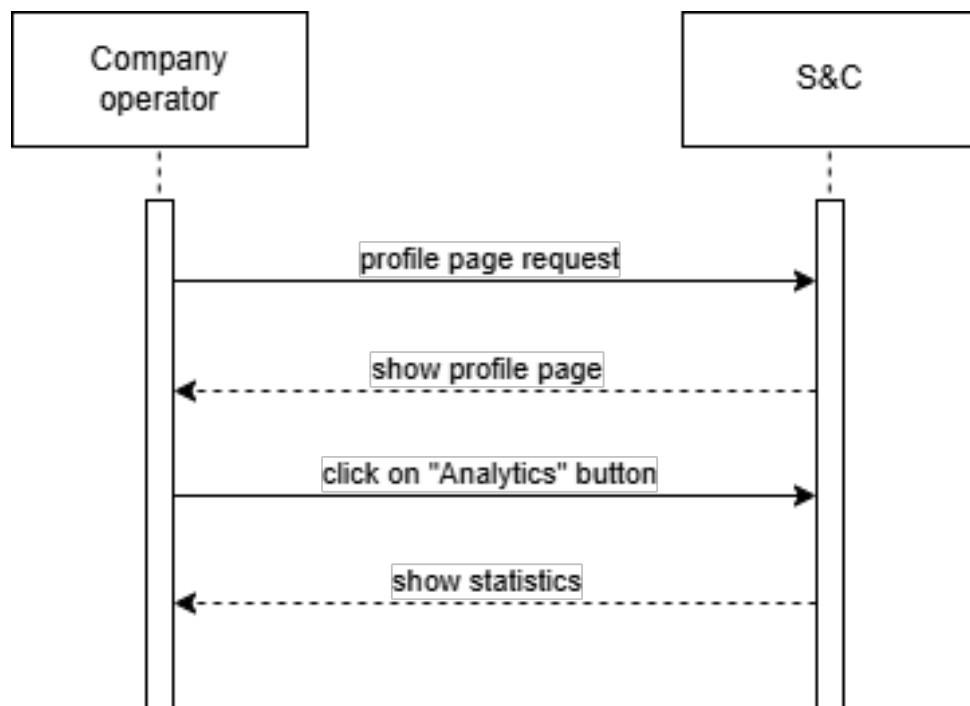 Company
operator
S&C
profile page request
show profile page
click on "Analytics" button
show statistics